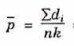 p̄ = Σdᵢ / nk .